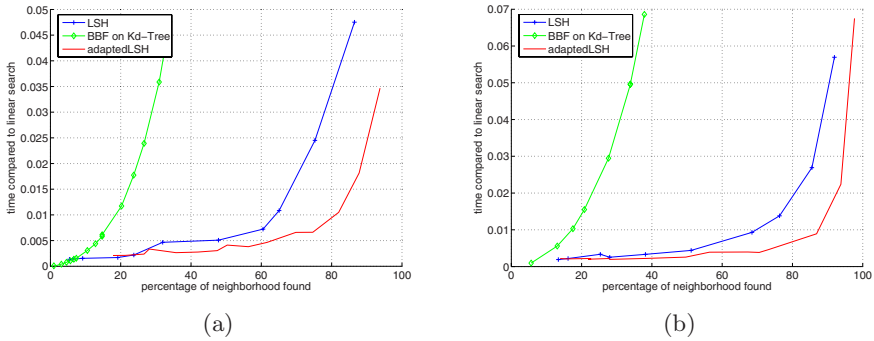 0.05
0.045
0.04
0.035
0.03
0.025
0.02
0.015
0.01
0.005
0
time compared to linear search
LSH
BBF on Kd−Tree
adaptedLSH
0 20 40 60 80 100
percentage of neighborhood found
(a)
0.07
0.06
0.05
0.04
0.03
0.02
0.01
0
time compared to linear search
LSH
BBF on Kd−Tree
adaptedLSH
0 20 40 60 80 100
percentage of neighborhood found
(b)